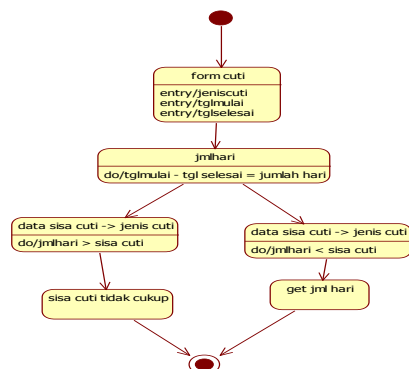 form cuti
entry/jeniscuti
entry/tglmulai
entry/tglselesai
jmlhari
do/tglmulai - tgl selesai = jumlah hari
data sisa cuti -> jenis cuti
do/jmlhari > sisa cuti
data sisa cuti -> jenis cuti
do/jmlhari < sisa cuti
sisa cuti tidak cukup
get jml hari